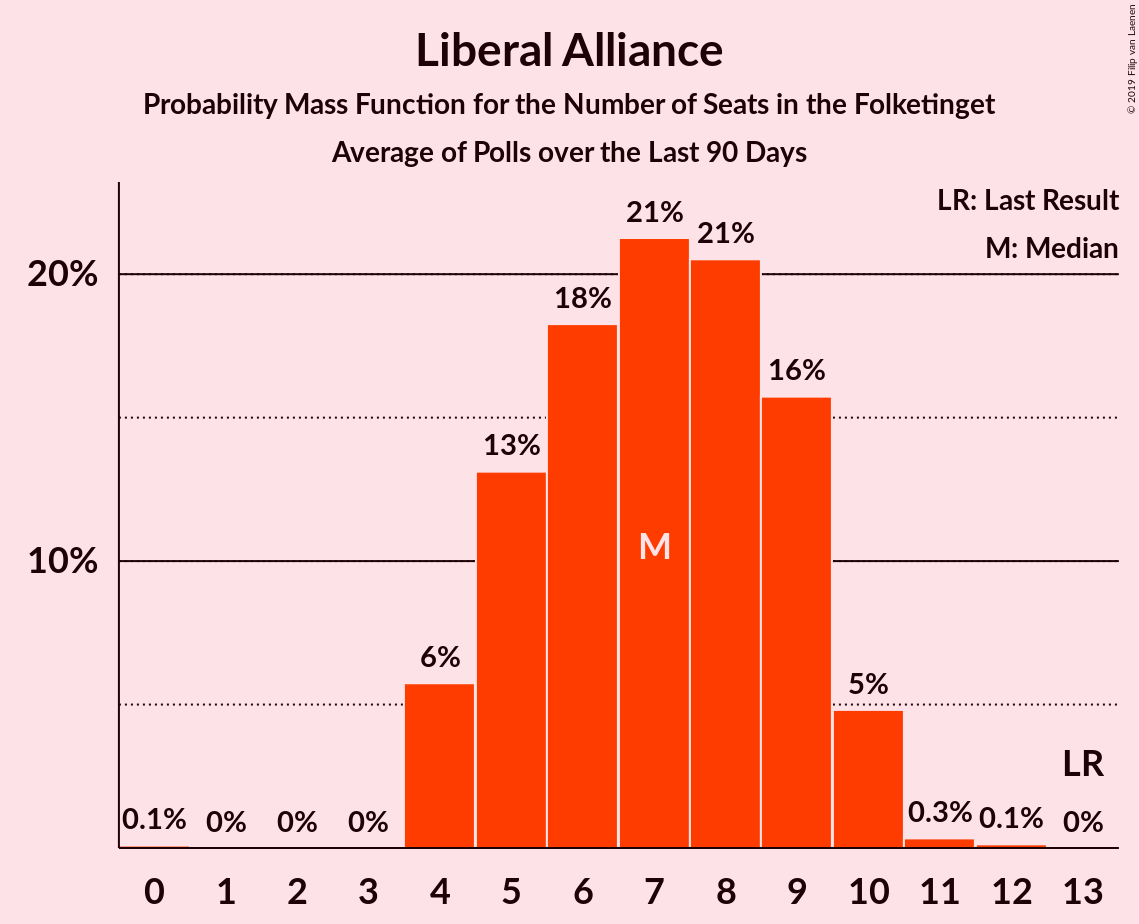 Liberal Alliance
Probability Mass Function for the Number of Seats in the Folketinget
Average of Polls over the Last 90 Days
© 2019 Filip van Laenen
LR: Last Result
M: Median
20%
10%
0.1%
0%
0%
0%
6%
13%
18%
21%
21%
16%
5%
0.3%
0.1%
0%
M
LR
0 1 2 3 4 5 6 7 8 9 10 11 12 13